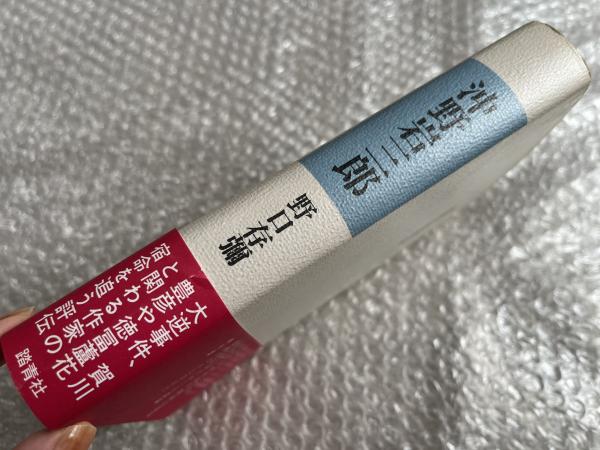 沖野岩三郎
野口存彌
大逆事件、賀川
豊彦や徳冨蘆花
と関わる作家の
宿命を追う評伝
踏青社